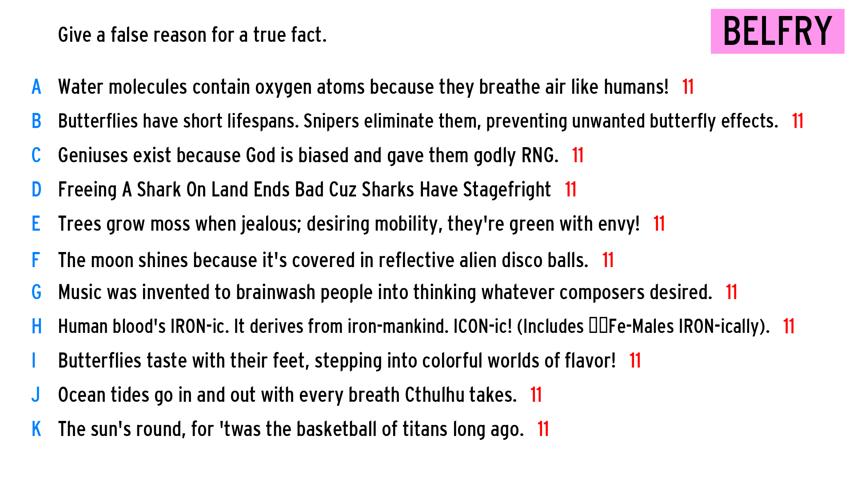 Give a false reason for a true fact.
BELFRY
A Water molecules contain oxygen atoms because they breathe air like humans! 11
B Butterflies have short lifespans. Snipers eliminate them, preventing unwanted butterfly effects. 11
C Geniuses exist because God is biased and gave them godly RNG. 11
D Freeing A Shark On Land Ends Bad Cuz Sharks Have Stagefright 11
E Trees grow moss when jealous; desiring mobility, they're green with envy! 11
F The moon shines because it's covered in reflective alien disco balls. 11
G Music was invented to brainwash people into thinking whatever composers desired. 11
H Human blood's IRON-ic. It derives from iron-mankind. ICON-ic! (Includes ▯▯Fe-Males IRON-ically). 11
I Butterflies taste with their feet, stepping into colorful worlds of flavor! 11
J Ocean tides go in and out with every breath Cthulhu takes. 11
K The sun's round, for 'twas the basketball of titans long ago. 11